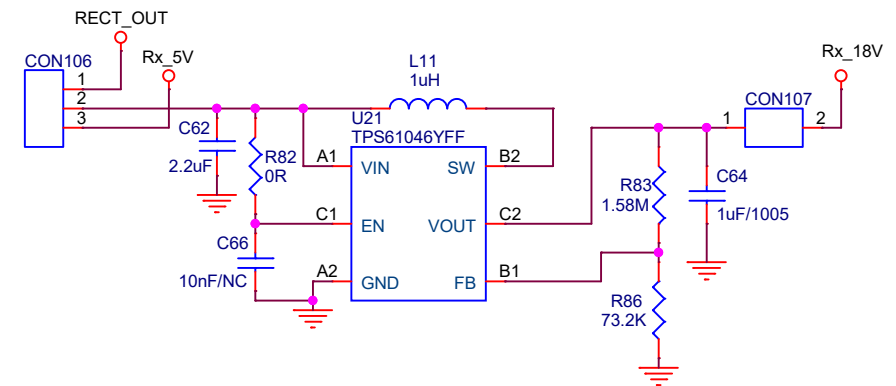 RECT_OUT
Rx_5V
CON106
1
2
3
L11
1uH
C62
2.2uF
R82
0R
C66
10nF/NC
U21
TPS61046YFF
A1
VIN
SW
B2
C1
EN
VOUT
C2
A2
GND
FB
B1
R83
1.58M
C64
1uF/1005
R86
73.2K
Rx_18V
CON107
1
2